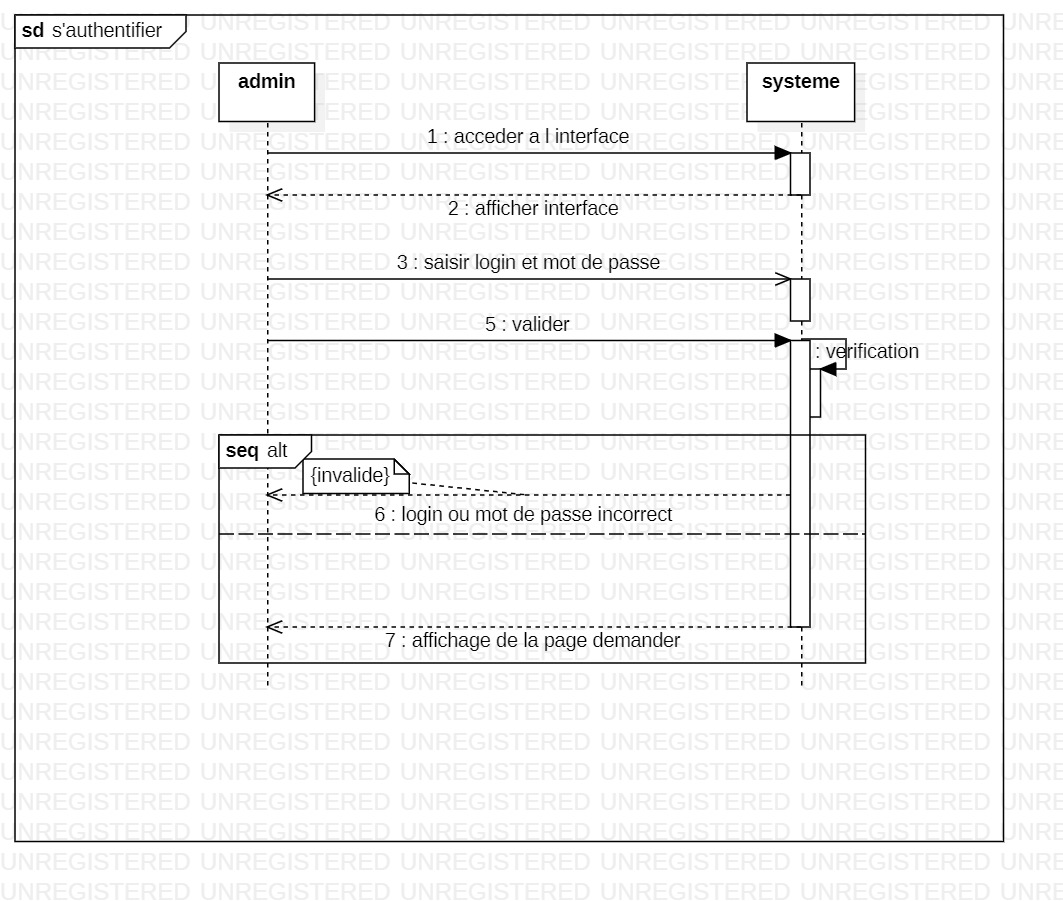 sd s'authentifier
admin
systeme
1 : acceder a l interface
2 : afficher interface
3 : saisir login et mot de passe
5 : valider
: verification
seq alt
{invalide}
6 : login ou mot de passe incorrect
7 : affichage de la page demander
UNREGISTERED